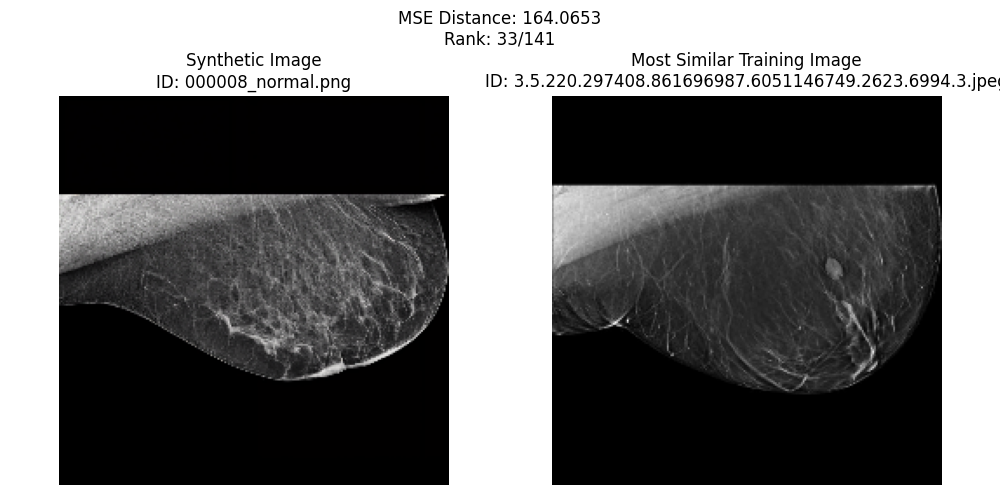 MSE Distance: 164.0653
Rank: 33/141
Synthetic Image
ID: 000008_normal.png
Most Similar Training Image
ID: 3.5.220.297408.861696987.6051146749.2623.6994.3.jpeg